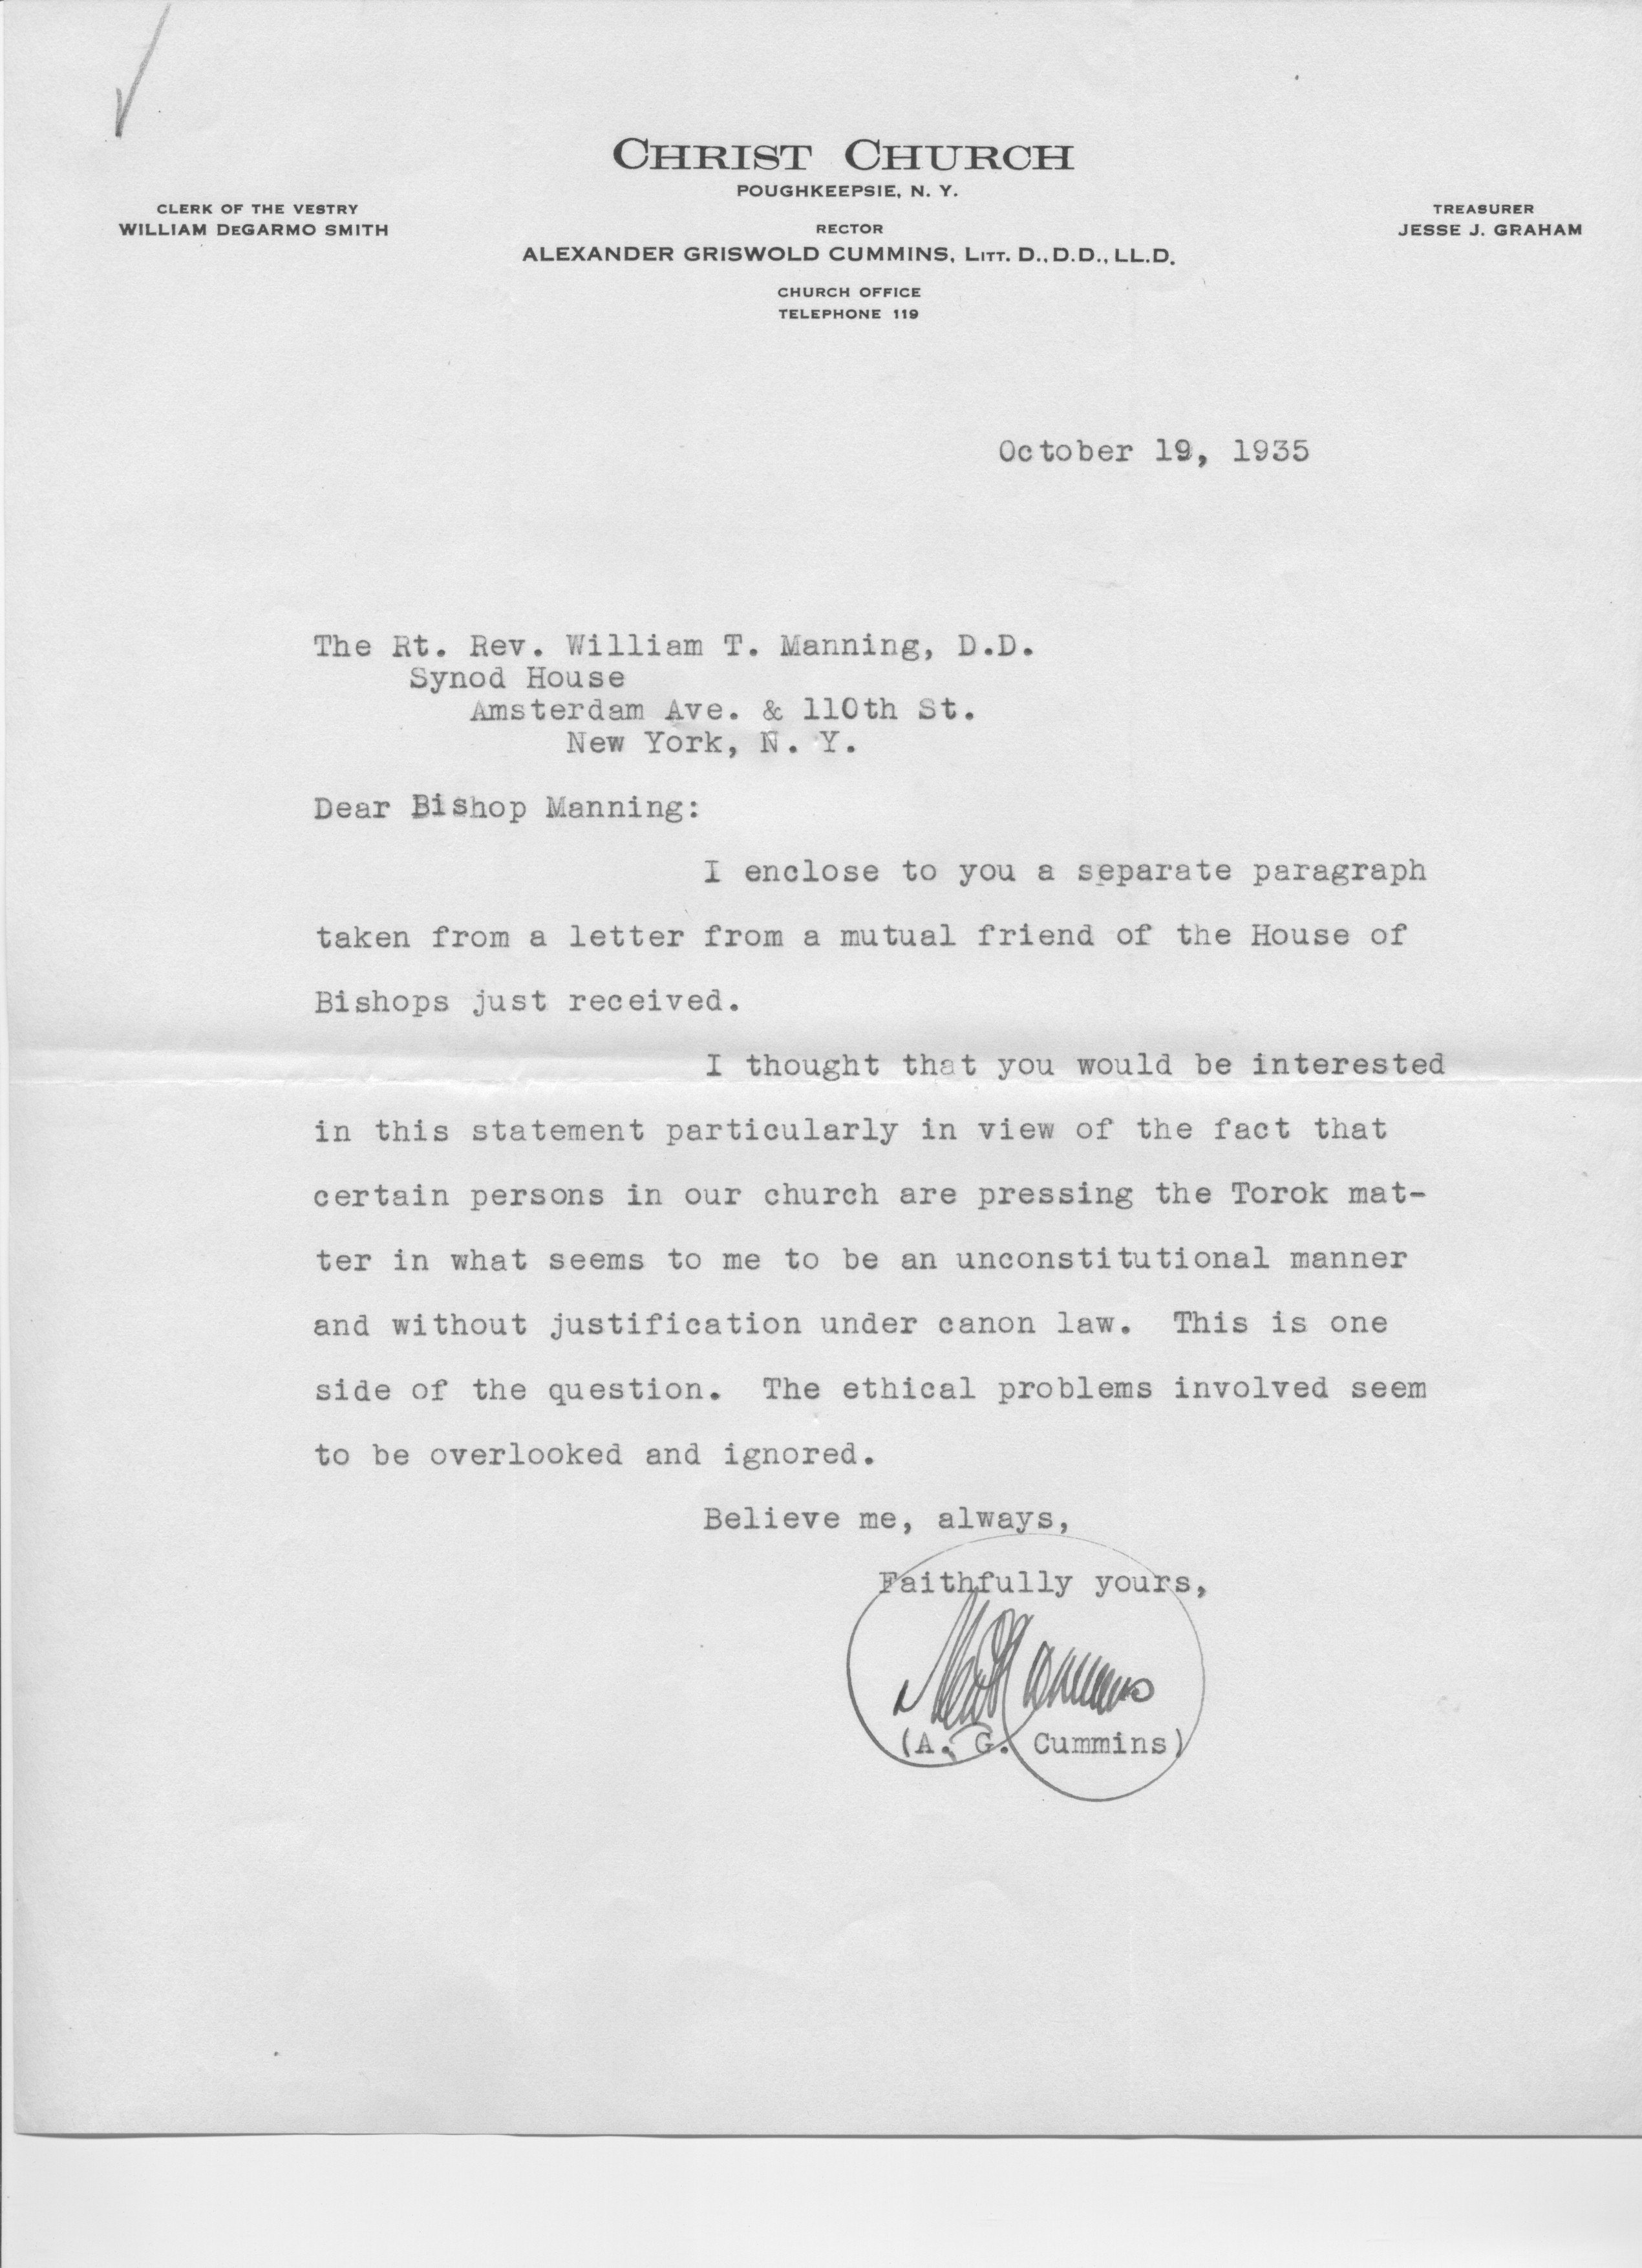 CHRIST CHURCH
POUGHKEEPSIE, N. Y.
CLERK OF THE VESTRY
WILLIAM DEGARMO SMITH
RECTOR
ALEXANDER GRISWOLD CUMMINS, LITT. D., D.D., LL.D.
TREASURER
JESSE J. GRAHAM
CHURCH OFFICE
TELEPHONE 119
October 19, 1935
The Rt. Rev. William T. Manning, D.D.
Synod House
Amsterdam Ave. & 110th St.
New York, N. Y.
Dear Bishop Manning:
I enclose to you a separate paragraph
taken from a letter from a mutual friend of the House of
Bishops just received.
I thought that you would be interested
in this statement particularly in view of the fact that
certain persons in our church are pressing the Torok mat-
ter in what seems to me to be an unconstitutional manner
and without justification under canon law. This is one
side of the question. The ethical problems involved seem
to be overlooked and ignored.
Believe me, always,
Faithfully yours,
(A. G. Cummins)